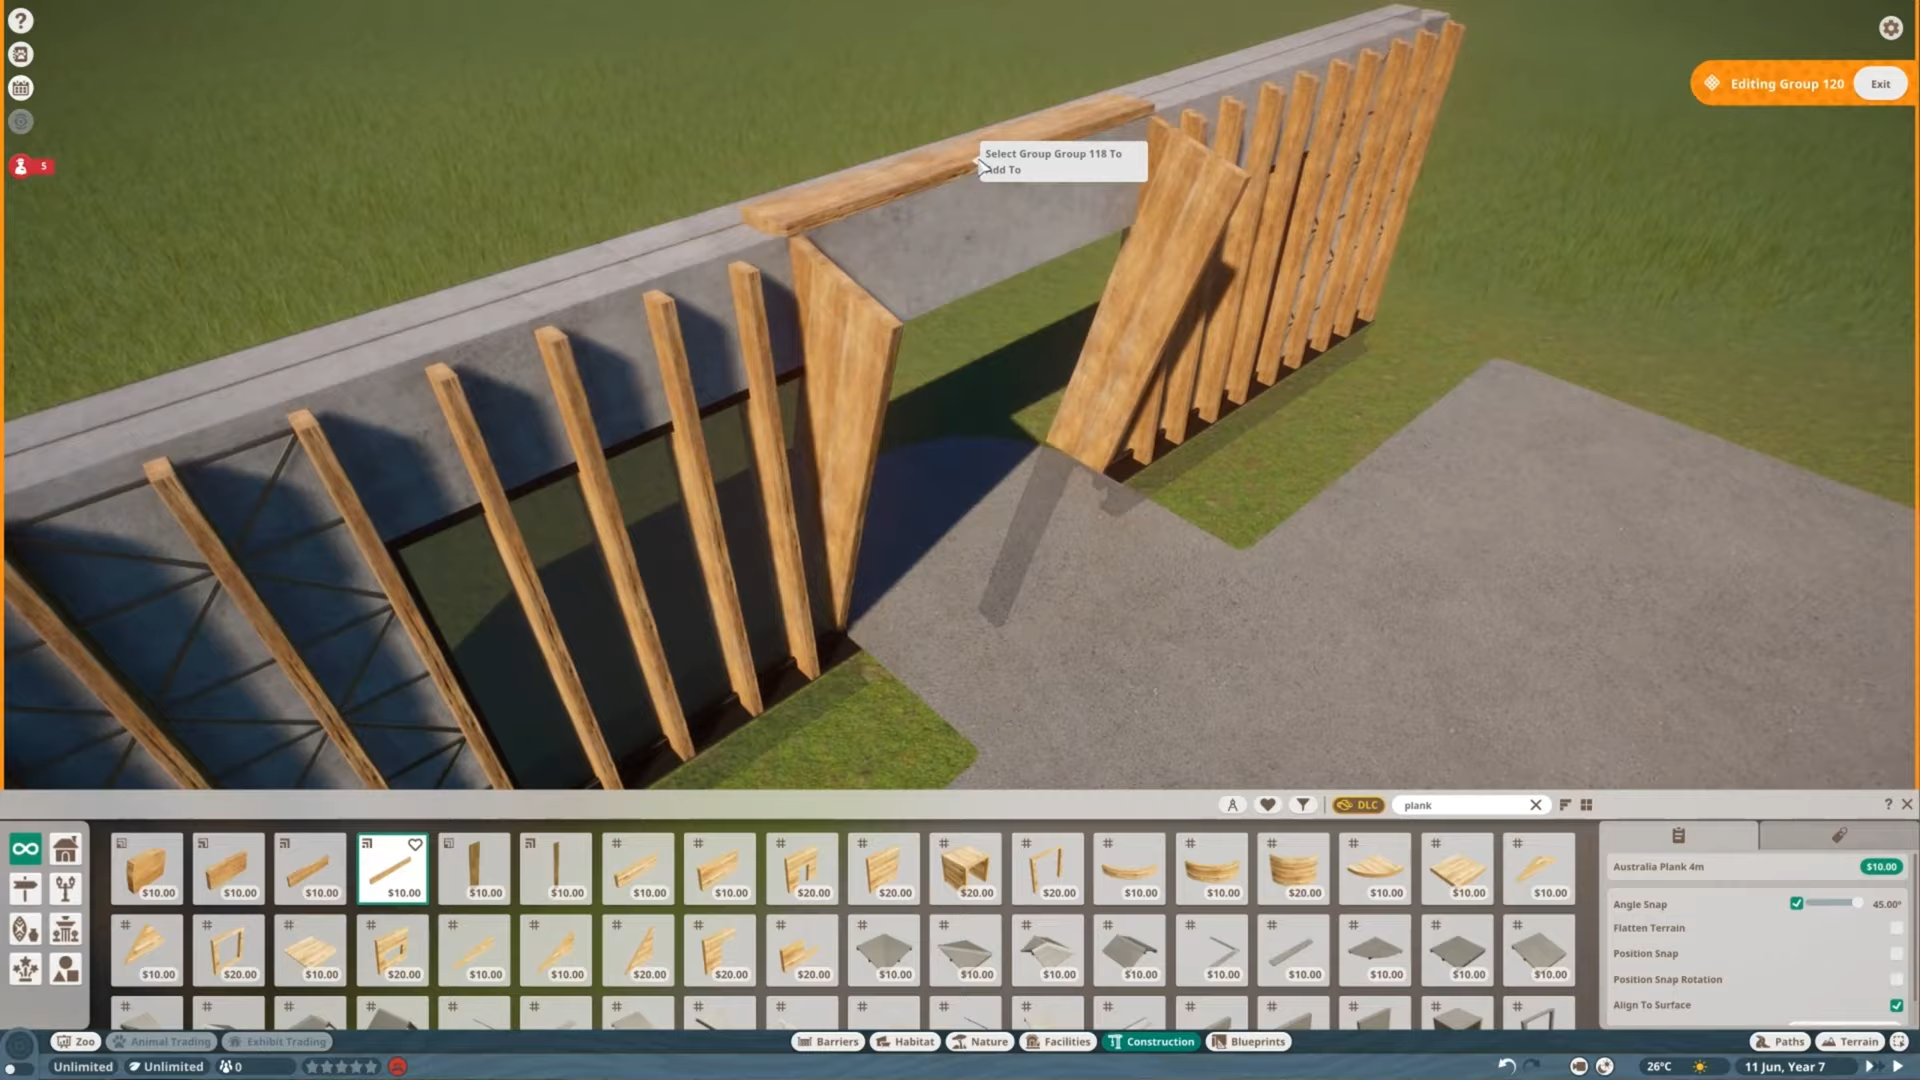 ?
Editing Group 120
Exit
5
Select Group Group 118 To
Add To
DLC
plank
?
$10.00
$10.00
$10.00
$10.00
$10.00
$10.00
$10.00
$10.00
$20.00
$20.00
$20.00
$20.00
$10.00
$10.00
$20.00
$10.00
$10.00
$10.00
$10.00
$20.00
$10.00
$20.00
$10.00
$10.00
$20.00
$20.00
$20.00
$10.00
$10.00
$10.00
$10.00
$10.00
$10.00
$10.00
$10.00
$10.00
Australia Plank 4m
$10.00
Angle Snap
45.00°
Flatten Terrain
Position Snap
Position Snap Rotation
Align To Surface
Zoo
Animal Trading
Exhibit Trading
Barriers
Habitat
Nature
Facilities
Construction
Blueprints
Paths
Terrain
Unlimited
Unlimited
0
26°C
11 Jun, Year 7